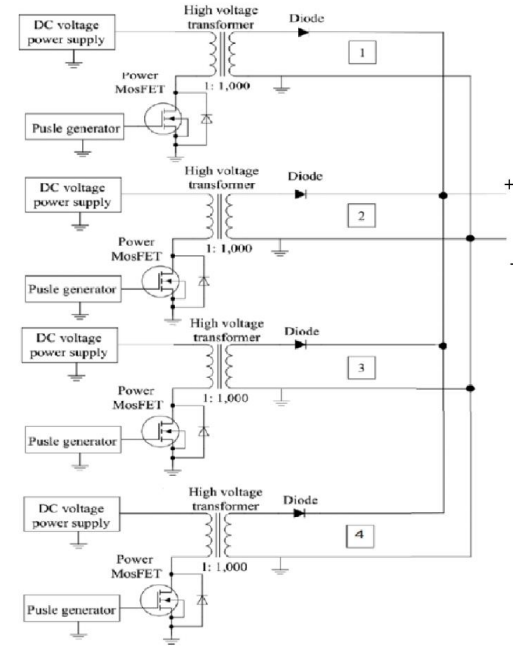 DC voltage
power supply
High voltage
transformer
Diode
1
Power
MosFET
1: 1,000
Pusle generator
+
DC voltage
power supply
High voltage
transformer
Diode
2
Power
MosFET
1: 1,000
Pusle generator
-
DC voltage
power supply
High voltage
transformer
Diode
3
Power
MosFET
1: 1,000
Pusle generator
DC voltage
power supply
High voltage
transformer
Diode
4
Power
MosFET
1: 1,000
Pusle generator